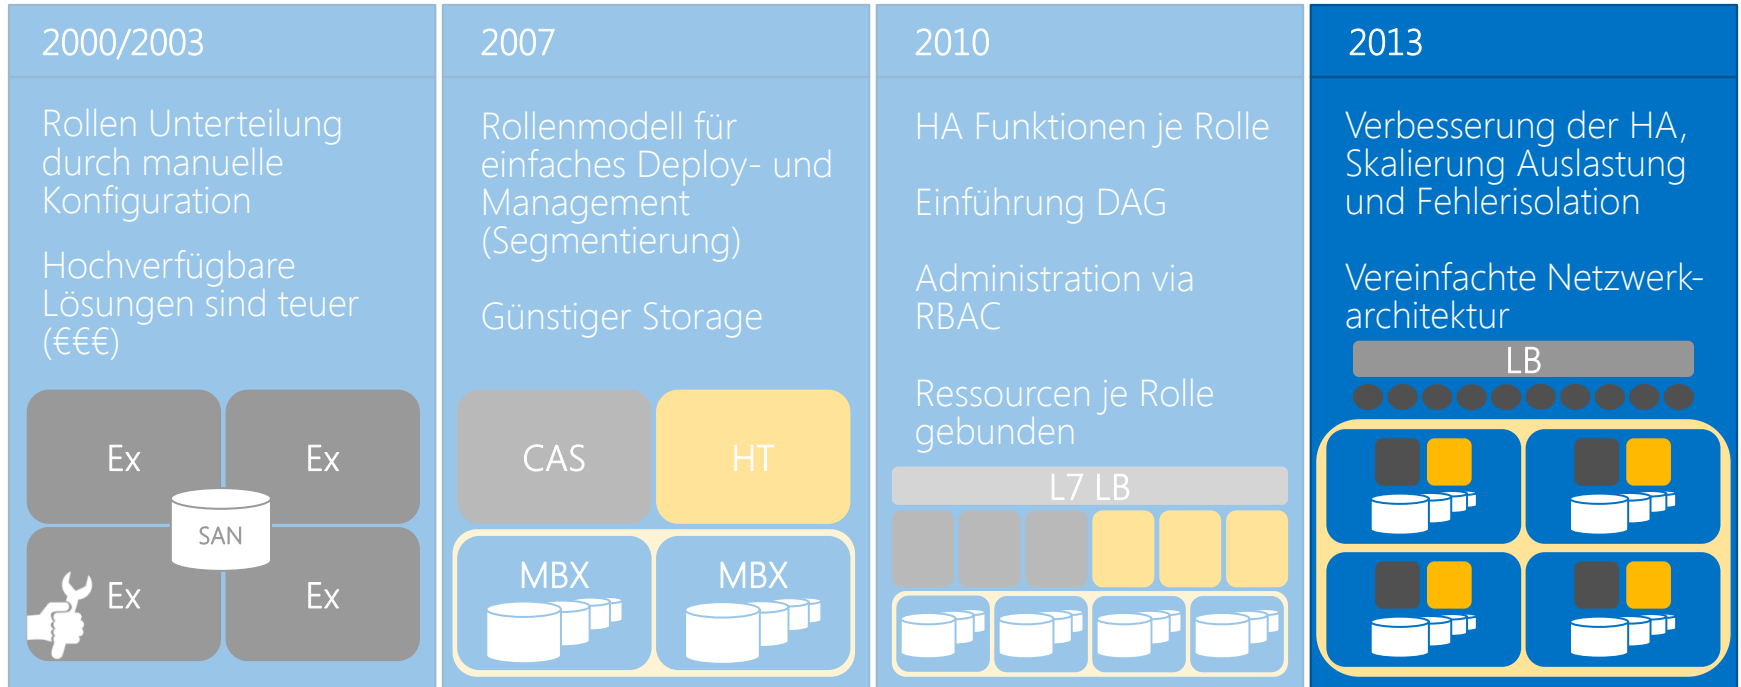 2000/2003
Rollen Unterteilung
durch manuelle
Konfiguration
Hochverfügbare
Lösungen sind teuer
(€€€)
Ex
Ex
SAN
Ex
Ex
2007
Rollenmodell für
einfaches Deploy- und
Management
(Segmentierung)
Günstiger Storage
CAS
HT
MBX
MBX
2010
HA Funktionen je Rolle
Einführung DAG
Administration via
RBAC
Ressourcen je Rolle
gebunden
L7 LB
2013
Verbesserung der HA,
Skalierung Auslastung
und Fehlerisolation
Vereinfachte Netzwerk-
architektur
LB